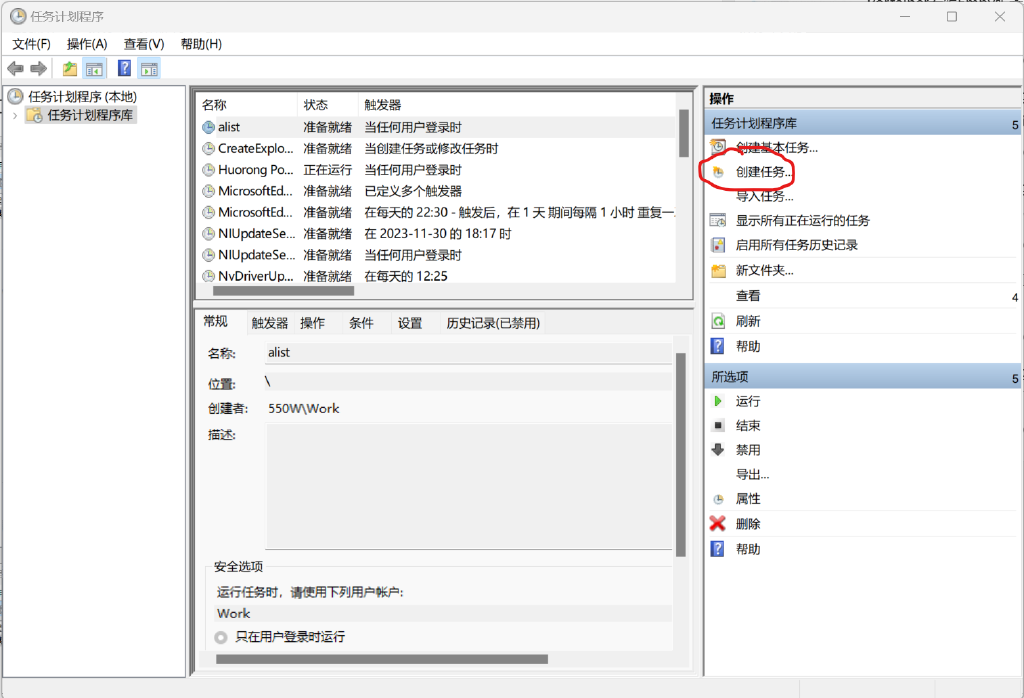 任务计划程序
文件(F) 操作(A) 查看(V) 帮助(H)
任务计划程序 (本地)
任务计划程序库
名称 状态 触发器
alist 准备就绪 当任何用户登录时
CreateExplo... 准备就绪 当创建任务或修改任务时
Huorong Po... 正在运行 当任何用户登录时
MicrosoftEd... 准备就绪 已定义多个触发器
MicrosoftEd... 准备就绪 在每天的 22:30 - 触发后，在 1 天 期间每隔 1 小时 重复一
NIUpdateSe... 准备就绪 在 2023-11-30 的 18:17 时
NIUpdateSe... 准备就绪 当任何用户登录时
NvDriverUp... 准备就绪 在每天的 12:25
常规 触发器 操作 条件 设置 历史记录(已禁用)
名称: alist
位置: \
创建者: 550W\Work
描述:
安全选项
运行任务时，请使用下列用户帐户:
Work
只在用户登录时运行
操作
任务计划程序库 5
创建基本任务...
创建任务...
导入任务...
显示所有正在运行的任务
启用所有任务历史记录
新文件夹...
查看 4
刷新
帮助
所选项 5
运行
结束
禁用
导出...
属性
删除
帮助